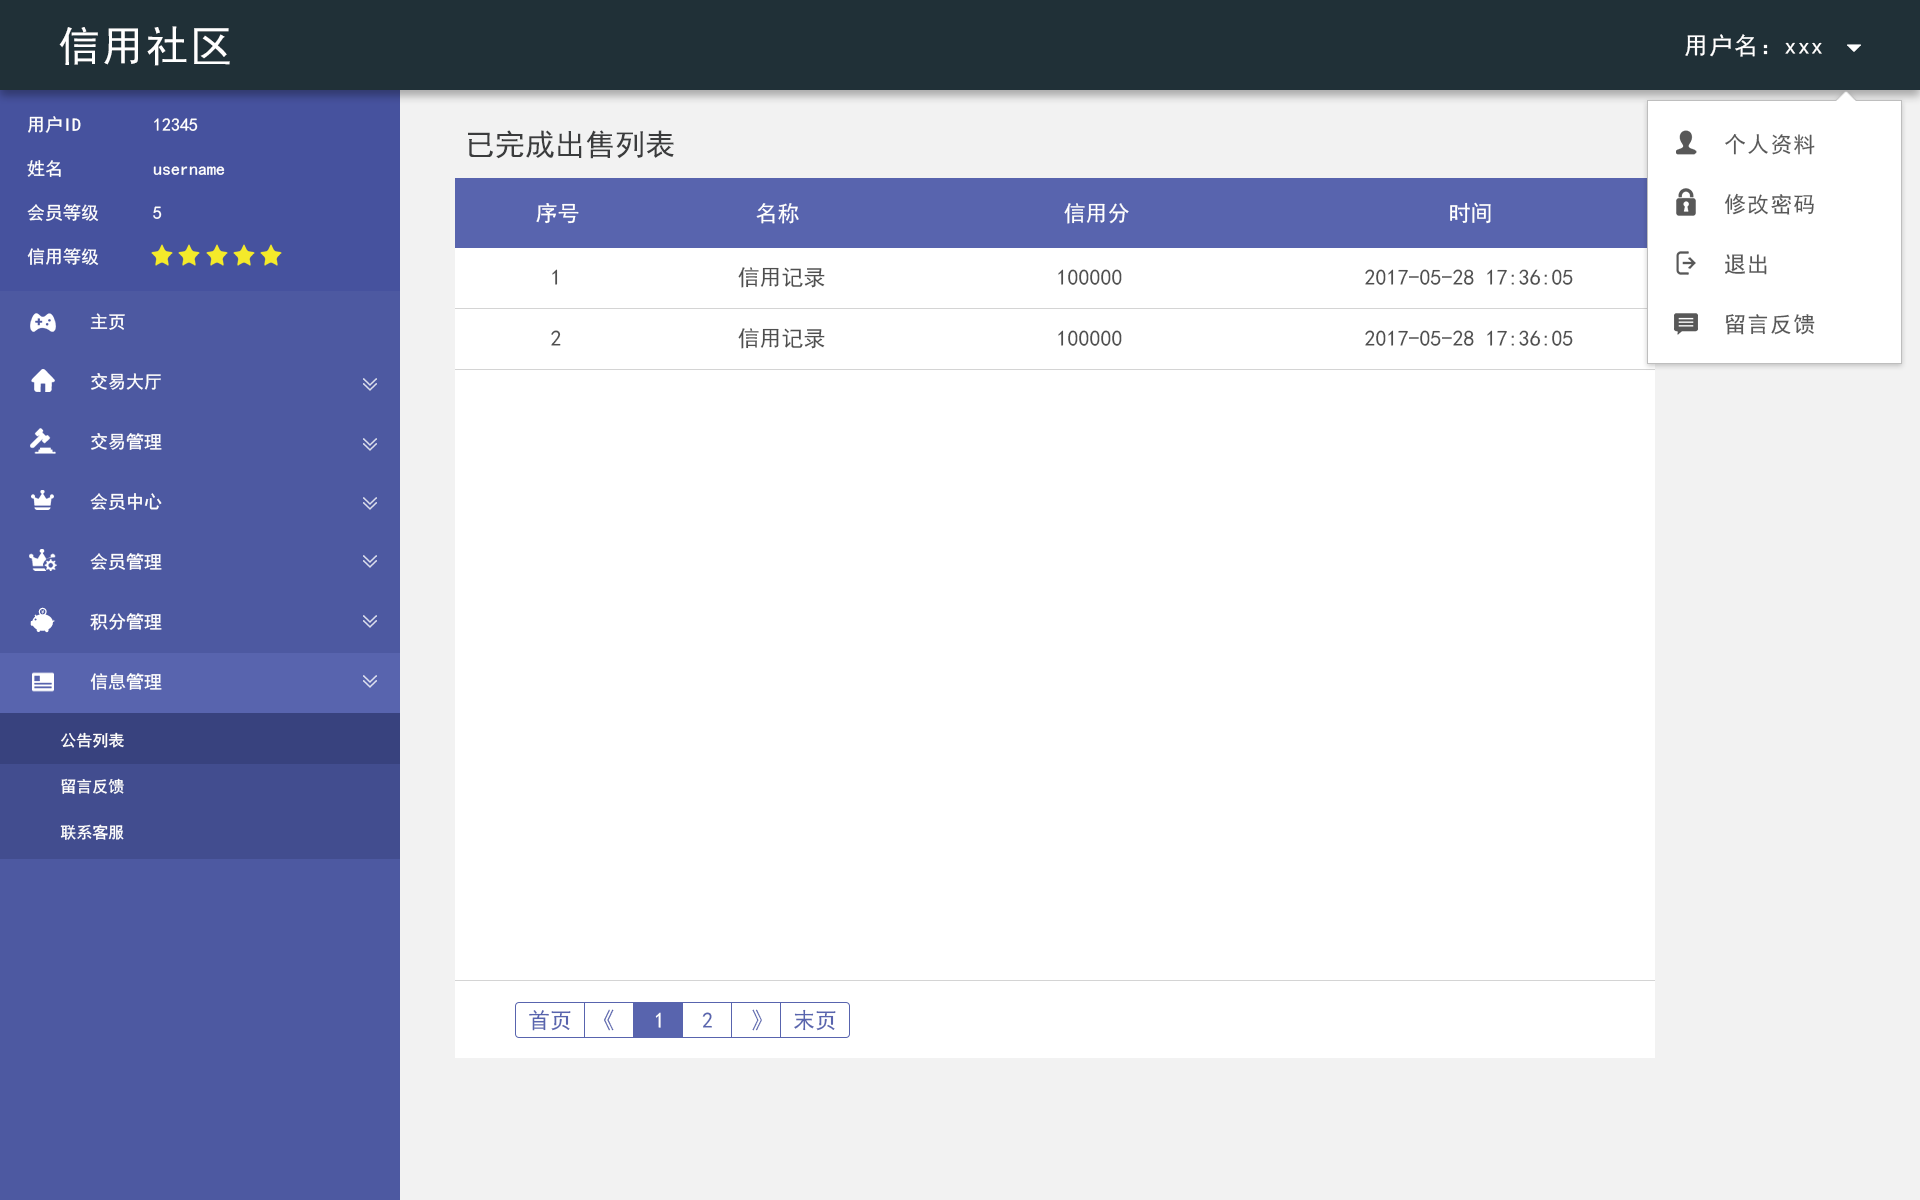 信用社区
用户名：xxx
用户ID 12345
姓名 username
会员等级 5
信用等级
主页
交易大厅
交易管理
会员中心
会员管理
积分管理
信息管理
公告列表
留言反馈
联系客服
已完成出售列表
序号 名称 信用分 时间
1 信用记录 100000 2017-05-28 17:36:05
2 信用记录 100000 2017-05-28 17:36:05
首页 《 1 2 》 末页
个人资料
修改密码
退出
留言反馈